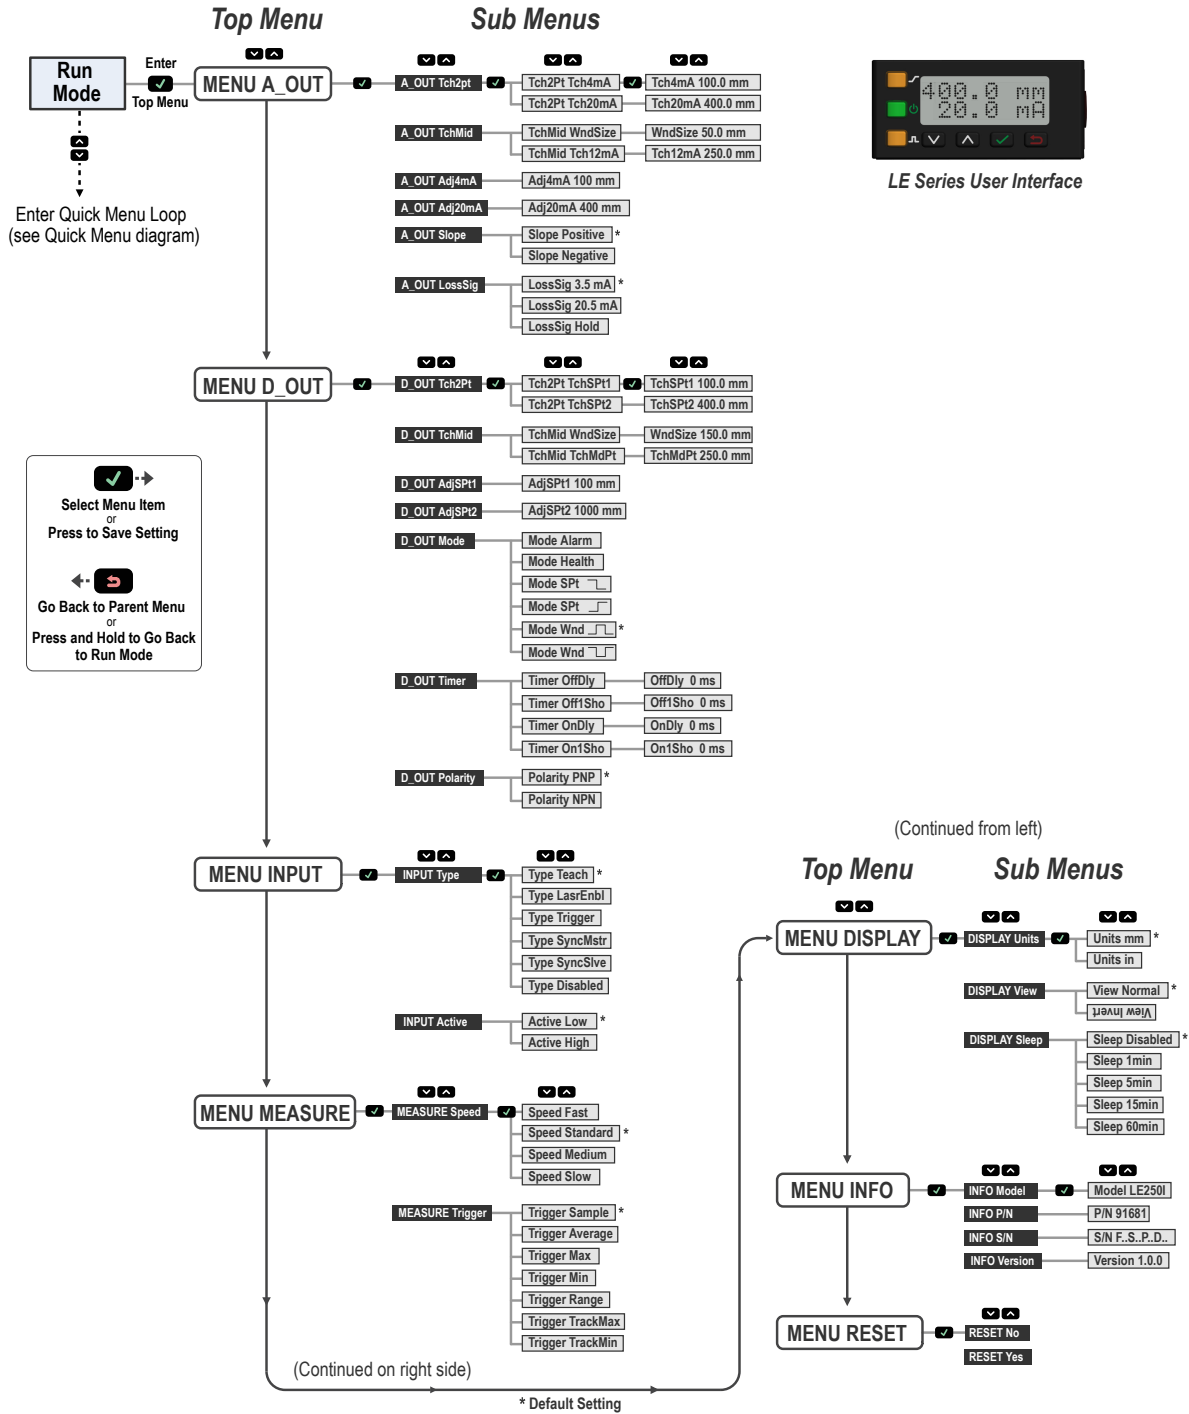 Top Menu
Sub Menus
Run
Mode
Enter
Top Menu
Enter Quick Menu Loop
(see Quick Menu diagram)
MENU A_OUT
A_OUT Tch2pt
Tch2Pt Tch4mA
Tch4mA 100.0 mm
Tch2Pt Tch20mA
Tch20mA 400.0 mm
A_OUT TchMid
TchMid WndSize
WndSize 50.0 mm
TchMid Tch12mA
Tch12mA 250.0 mm
A_OUT Adj4mA
Adj4mA 100 mm
A_OUT Adj20mA
Adj20mA 400 mm
A_OUT Slope
Slope Positive *
Slope Negative
A_OUT LossSig
LossSig 3.5 mA *
LossSig 20.5 mA
LossSig Hold
400.0 mm
20.0 mA
LE Series User Interface
MENU D_OUT
D_OUT Tch2Pt
Tch2Pt TchSPt1
TchSPt1 100.0 mm
Tch2Pt TchSPt2
TchSPt2 400.0 mm
D_OUT TchMid
TchMid WndSize
WndSize 150.0 mm
TchMid TchMdPt
TchMdPt 250.0 mm
D_OUT AdjSPt1
AdjSPt1 100 mm
D_OUT AdjSPt2
AdjSPt2 1000 mm
D_OUT Mode
Mode Alarm
Mode Health
Mode SPt
Mode SPt
Mode Wnd *
Mode Wnd
D_OUT Timer
Timer OffDly
OffDly 0 ms
Timer Off1Sho
Off1Sho 0 ms
Timer OnDly
OnDly 0 ms
Timer On1Sho
On1Sho 0 ms
D_OUT Polarity
Polarity PNP *
Polarity NPN
Select Menu Item
or
Press to Save Setting
Go Back to Parent Menu
or
Press and Hold to Go Back
to Run Mode
MENU INPUT
INPUT Type
Type Teach *
Type LasrEnbl
Type Trigger
Type SyncMstr
Type SyncSlve
Type Disabled
INPUT Active
Active Low *
Active High
MENU MEASURE
MEASURE Speed
Speed Fast
Speed Standard *
Speed Medium
Speed Slow
MEASURE Trigger
Trigger Sample *
Trigger Average
Trigger Max
Trigger Min
Trigger Range
Trigger TrackMax
Trigger TrackMin
(Continued on right side)
* Default Setting
(Continued from left)
Top Menu
Sub Menus
MENU DISPLAY
DISPLAY Units
Units mm *
Units in
DISPLAY View
View Normal *
View Invert
DISPLAY Sleep
Sleep Disabled *
Sleep 1min
Sleep 5min
Sleep 15min
Sleep 60min
MENU INFO
INFO Model
Model LE250I
INFO P/N
P/N 91681
INFO S/N
S/N F..S..P..D..
INFO Version
Version 1.0.0
MENU RESET
RESET No
RESET Yes